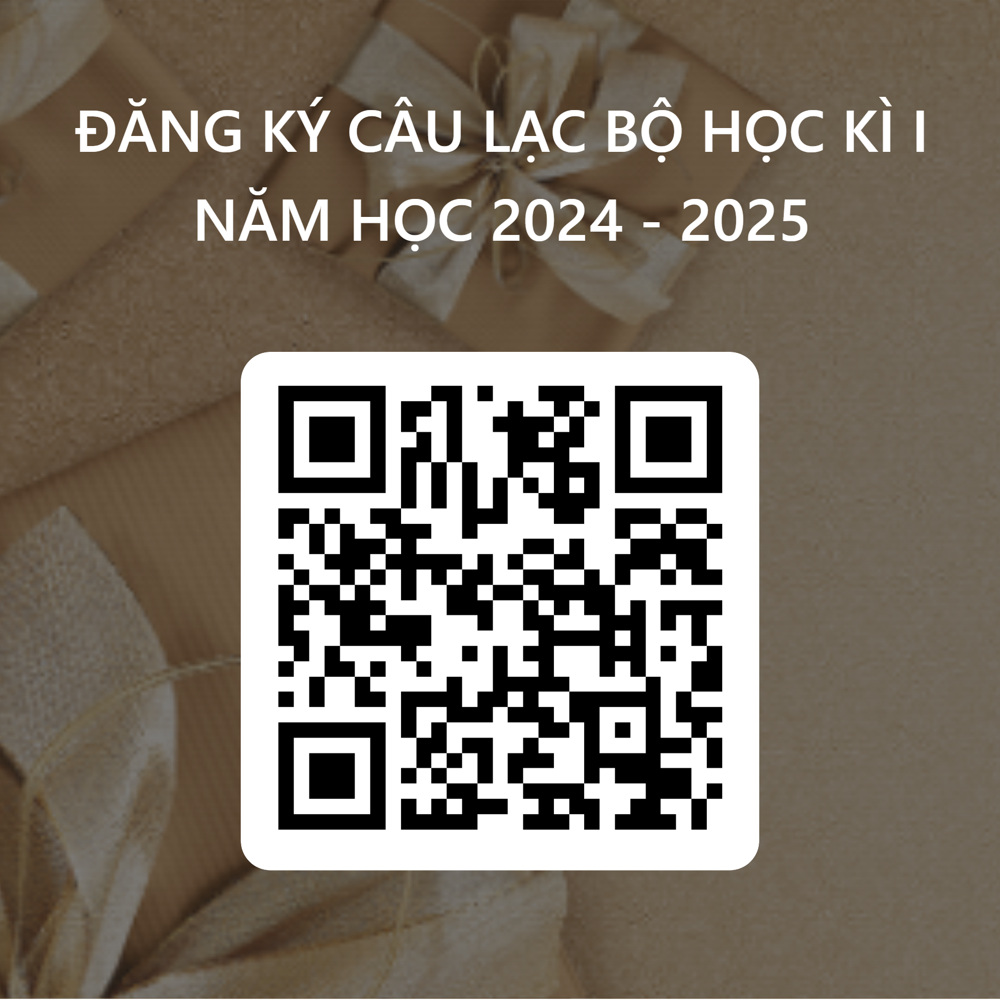 ĐĂNG KÝ CÂU LẠC BỘ HỌC KÌ I
NĂM HỌC 2024 - 2025